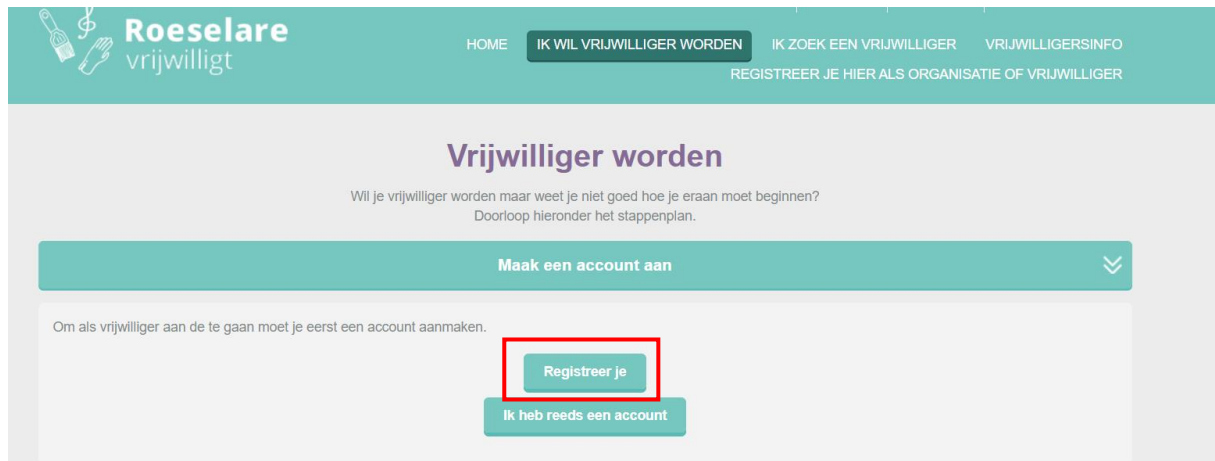 Roeselare
vrijwilligt
HOME IK WIL VRIJWILLIGER WORDEN IK ZOEK EEN VRIJWILLIGER VRIJWILLIGERSINFO
REGISTREER JE HIER ALS ORGANISATIE OF VRIJWILLIGER
Vrijwilliger worden
Wil je vrijwilliger worden maar weet je niet goed hoe je eraan moet beginnen?
Doorloop hieronder het stappenplan.
Maak een account aan
Om als vrijwilliger aan de te gaan moet je eerst een account aanmaken.
Registreer je
Ik heb reeds een account